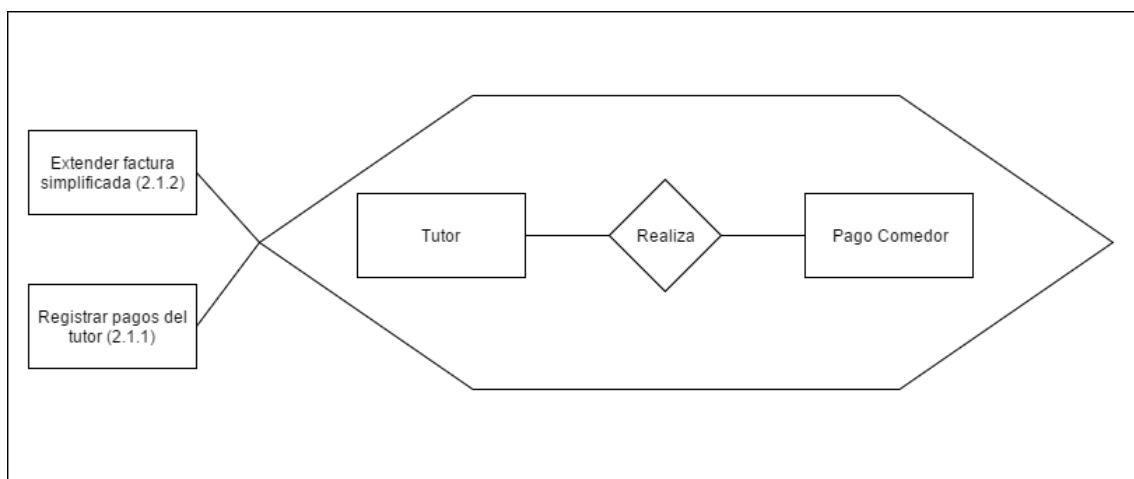 Extender factura
simplificada (2.1.2)
Tutor
Realiza
Pago Comedor
Registrar pagos del
tutor (2.1.1)